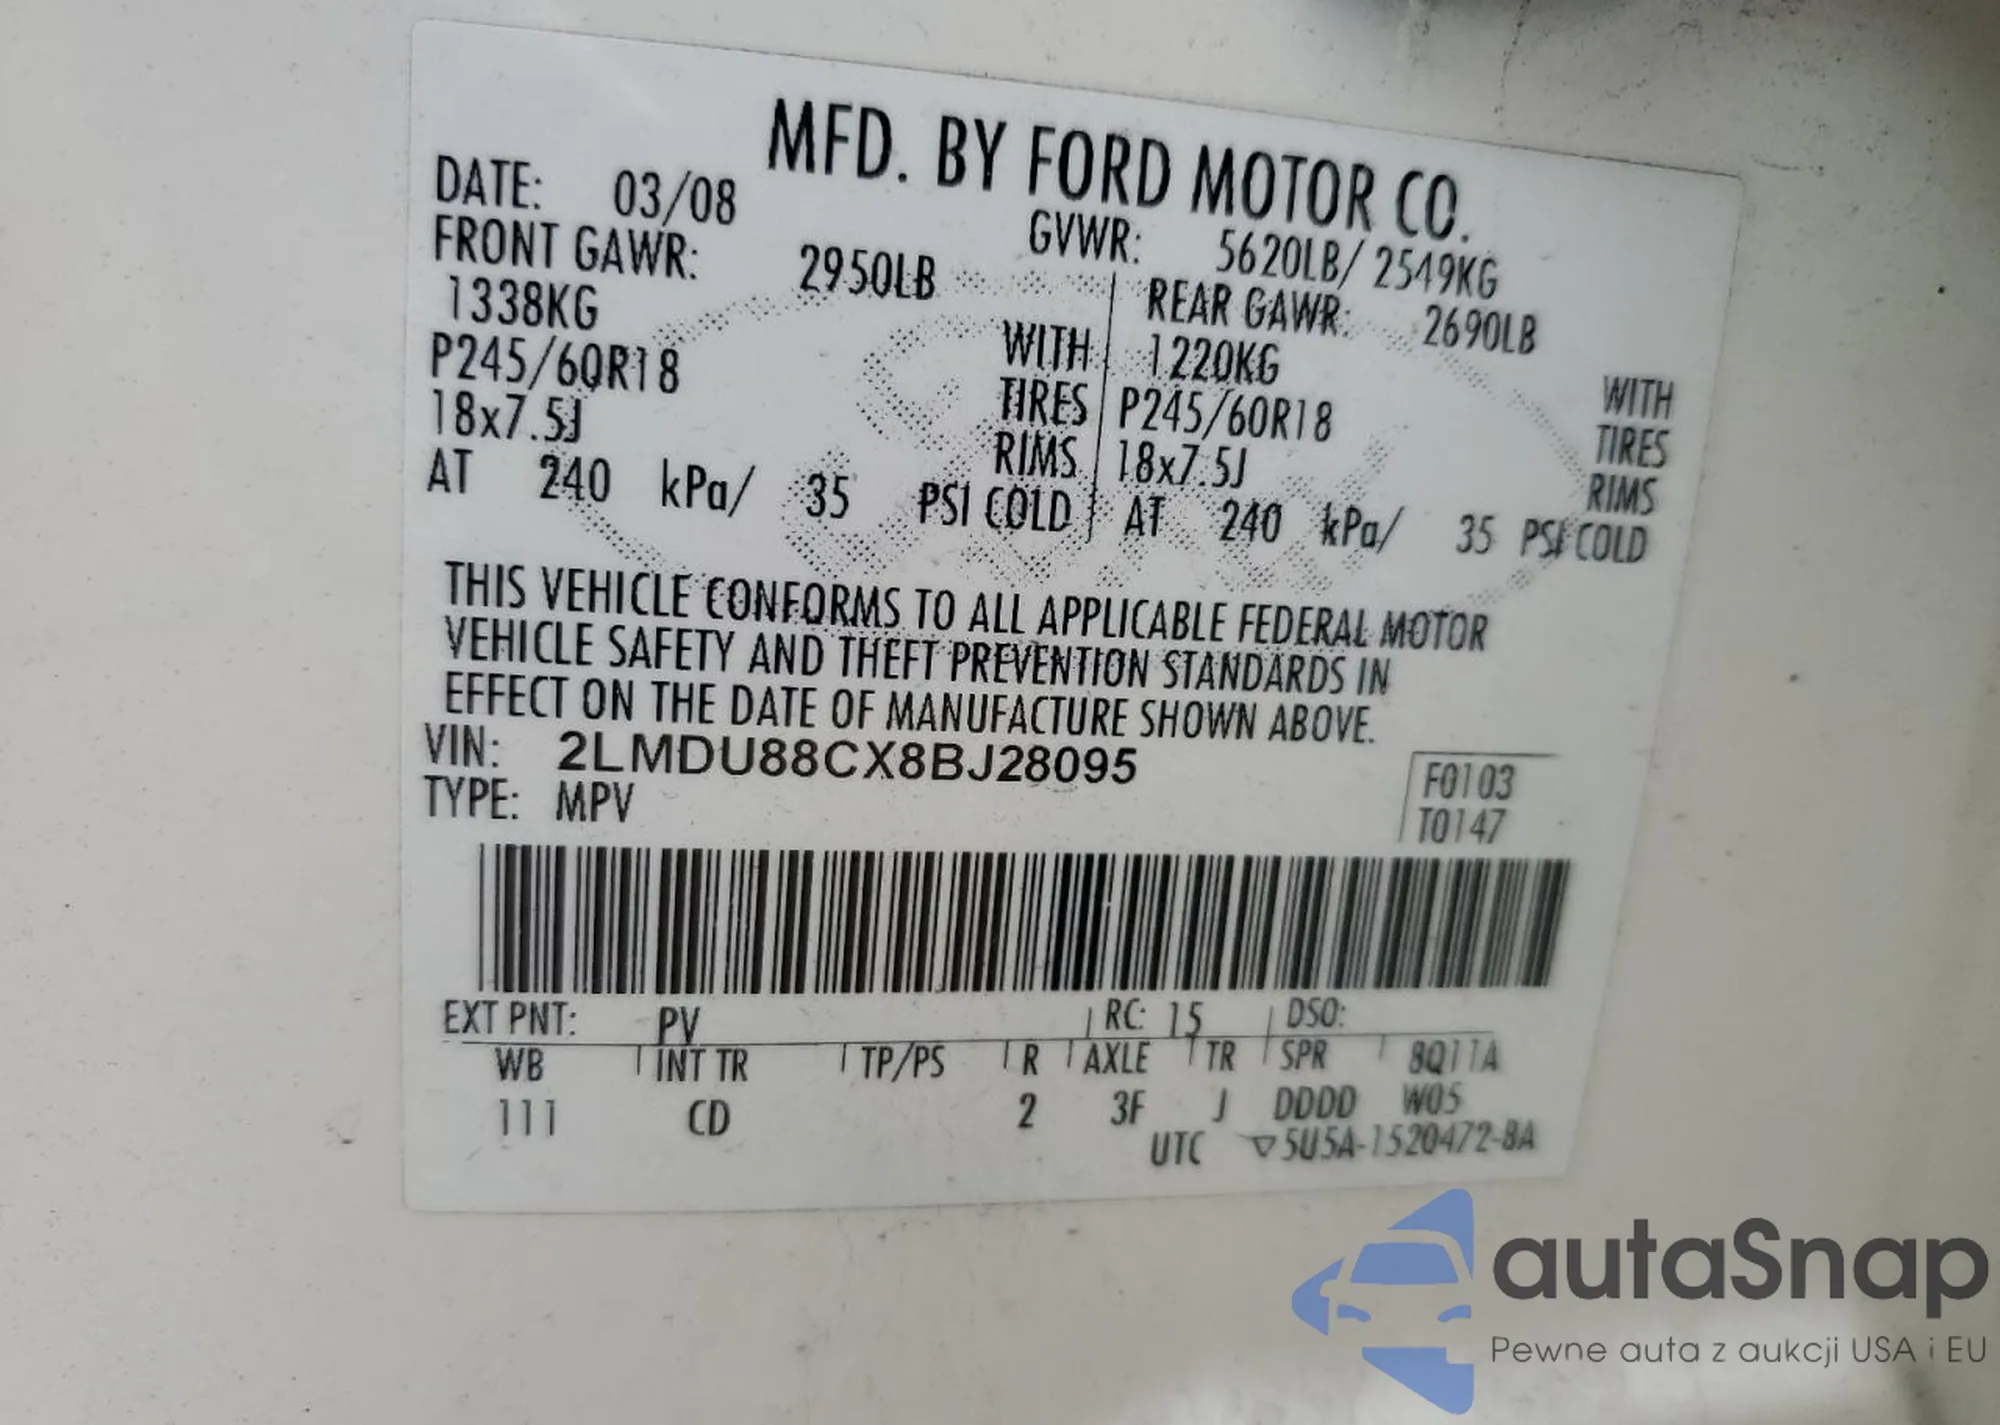 MFD. BY FORD MOTOR CO.
DATE: 03/08 GVWR: 5620LB/ 2549KG
FRONT GAWR: 2950LB REAR GAWR: 2690LB
1338KG WITH 1220KG WITH
P245/60R18 TIRES P245/60R18 TIRES
18x7.5J RIMS 18x7.5J RIMS
AT 240 kPa/ 35 PSI COLD AT 240 kPa/ 35 PSI COLD
THIS VEHICLE CONFORMS TO ALL APPLICABLE FEDERAL MOTOR
VEHICLE SAFETY AND THEFT PREVENTION STANDARDS IN
EFFECT ON THE DATE OF MANUFACTURE SHOWN ABOVE.
VIN: 2LMDU88CX8BJ28095
TYPE: MPV
F0103
T0147
EXT PNT: PV RC: 15 DSO:
WB INT TR TP/PS R AXLE TR SPR 8Q11A
111 CD 2 3F J DDDD W05
UTC ▽5U5A-1520472-BA
autaSnap
Pewne auta z aukcji USA i EU